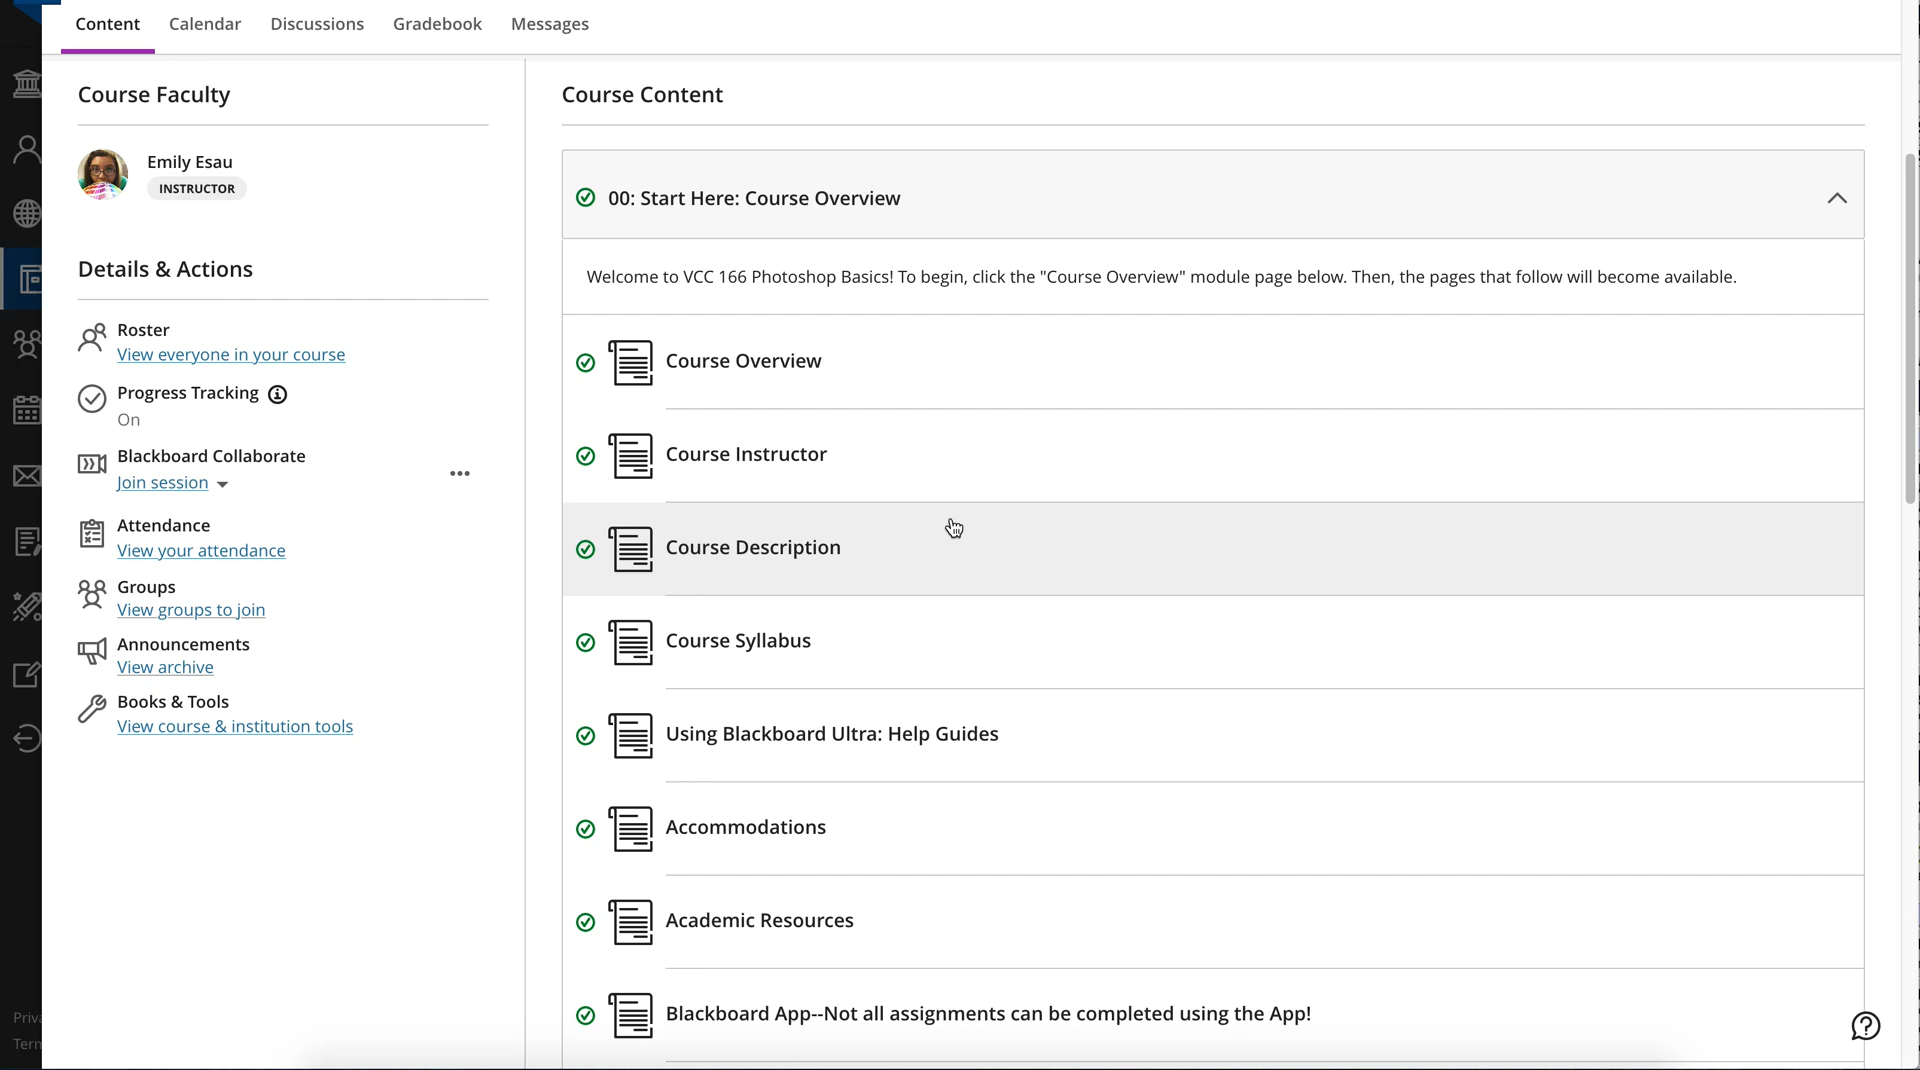 Content Calendar Discussions Gradebook Messages
Course Faculty
Emily Esau
INSTRUCTOR
Details & Actions
Roster
View everyone in your course
Progress Tracking
On
Blackboard Collaborate
Join session
Attendance
View your attendance
Groups
View groups to join
Announcements
View archive
Books & Tools
View course & institution tools
Course Content
00: Start Here: Course Overview
Welcome to VCC 166 Photoshop Basics! To begin, click the "Course Overview" module page below. Then, the pages that follow will become available.
Course Overview
Course Instructor
Course Description
Course Syllabus
Using Blackboard Ultra: Help Guides
Accommodations
Academic Resources
Blackboard App--Not all assignments can be completed using the App!
Priva
Term